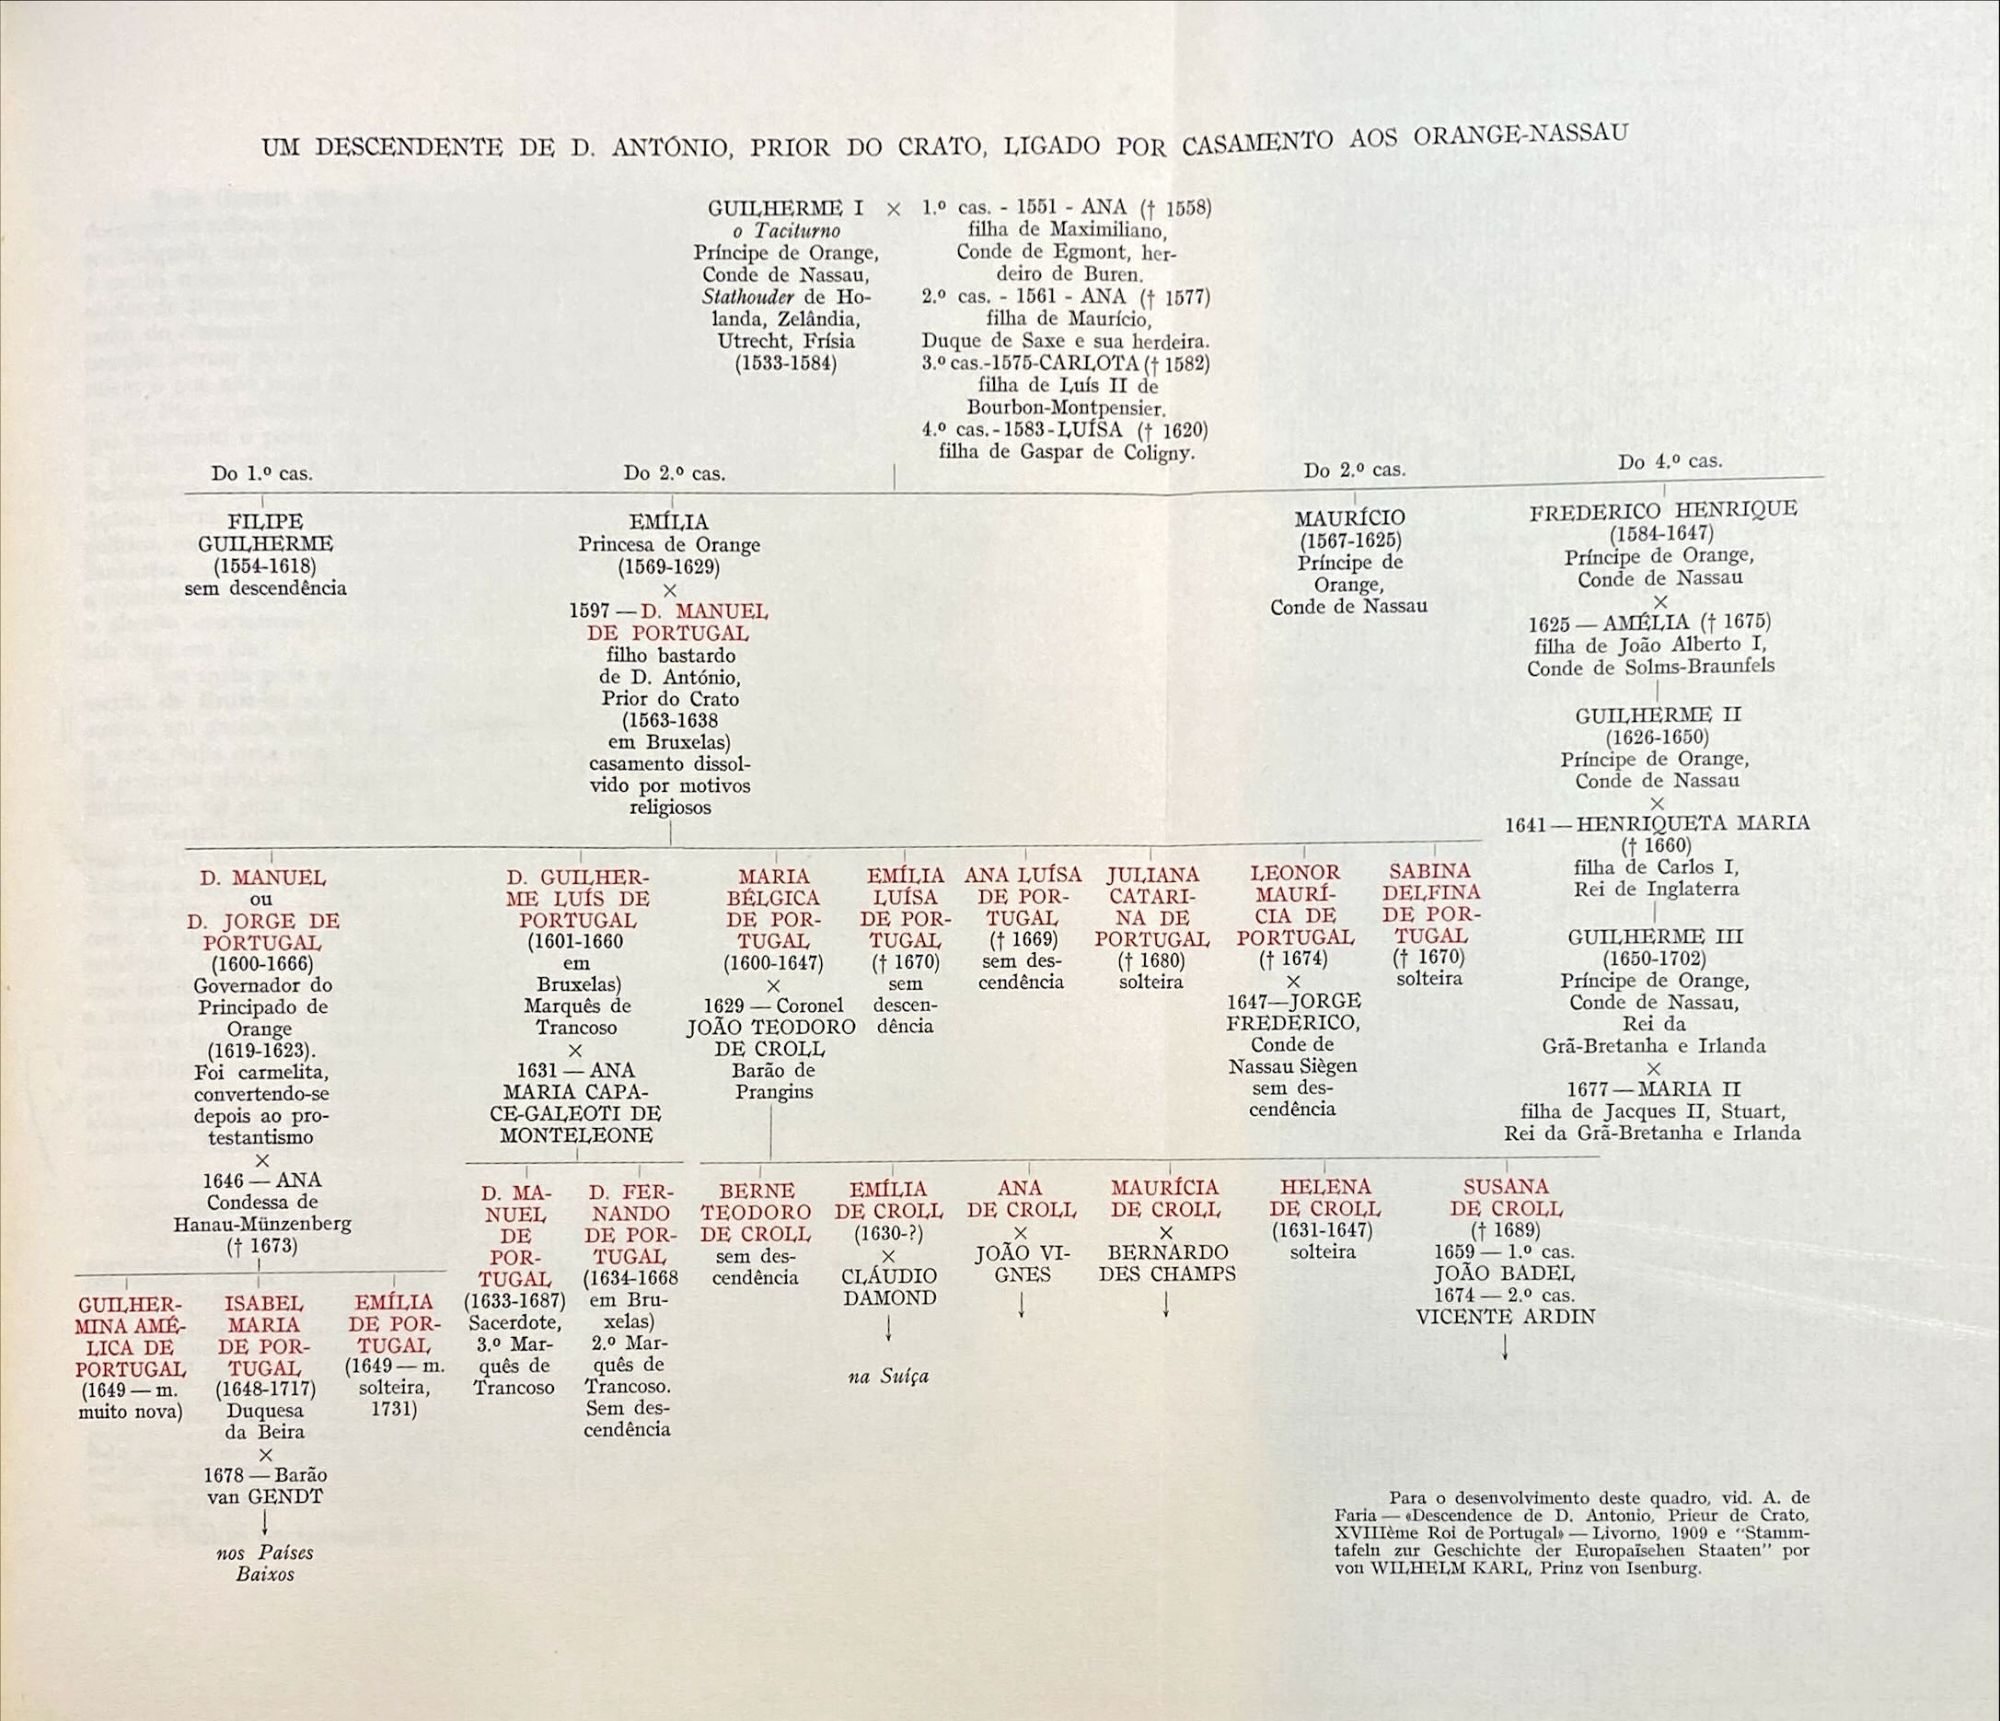 UM DESCENDENTE DE D. ANTÓNIO, PRIOR DO CRATO, LIGADO POR CASAMENTO AOS ORANGE-NASSAU
GUILHERME I ×
o Taciturno
Príncipe de Orange,
Conde de Nassau,
Stathouder de Ho-
landa, Zelândia,
Utrecht, Frísia
(1533-1584)
1.º cas. - 1551 - ANA († 1558)
filha de Maximiliano,
Conde de Egmont, her-
deiro de Buren.
2.º cas. - 1561 - ANA († 1577)
filha de Maurício,
Duque de Saxe e sua herdeira.
3.º cas.-1575-CARLOTA († 1582)
filha de Luís II de
Bourbon-Montpensier.
4.º cas.-1583-LUÍSA († 1620)
filha de Gaspar de Coligny.
Do 1.º cas.
FILIPE
GUILHERME
(1554-1618)
sem descendência
Do 2.º cas.
EMÍLIA
Princesa de Orange
(1569-1629)
×
1597 — D. MANUEL
DE PORTUGAL
filho bastardo
de D. António,
Prior do Crato
(1563-1638
em Bruxelas)
casamento dissol-
vido por motivos
religiosos
Do 2.º cas.
MAURÍCIO
(1567-1625)
Príncipe de
Orange,
Conde de Nassau
Do 4.º cas.
FREDERICO HENRIQUE
(1584-1647)
Príncipe de Orange,
Conde de Nassau
×
1625 — AMÉLIA († 1675)
filha de João Alberto I,
Conde de Solms-Braunfels
GUILHERME II
(1626-1650)
Príncipe de Orange,
Conde de Nassau
×
1641 — HENRIQUETA MARIA
(† 1660)
filha de Carlos I,
Rei de Inglaterra
GUILHERME III
(1650-1702)
Príncipe de Orange,
Conde de Nassau,
Rei da
Grã-Bretanha e Irlanda
×
1677 — MARIA II
filha de Jacques II, Stuart,
Rei da Grã-Bretanha e Irlanda
D. MANUEL
ou
D. JORGE DE
PORTUGAL
(1600-1666)
Governador do
Principado de
Orange
(1619-1623).
Foi carmelita,
convertendo-se
depois ao pro-
testantismo
×
1646 — ANA
Condessa de
Hanau-Münzenberg
(† 1673)
D. GUILHER-
ME LUÍS DE
PORTUGAL
(1601-1660
em
Bruxelas)
Marquês de
Trancoso
×
1631 — ANA
MARIA CAPA-
CE-GALEOTI DE
MONTELEONE
MARIA
BÉLGICA
DE POR-
TUGAL
(1600-1647)
×
1629 — Coronel
JOÃO TEODORO
DE CROLL
Barão de
Prangins
EMÍLIA
LUÍSA
DE POR-
TUGAL
(† 1670)
sem
descen-
dência
ANA LUÍSA
DE POR-
TUGAL
(† 1669)
sem des-
cendência
JULIANA
CATARI-
NA DE
PORTUGAL
(† 1680)
solteira
LEONOR
MAURÍ-
CIA DE
PORTUGAL
(† 1674)
×
1647—JORGE
FREDERICO,
Conde de
Nassau Siègen
sem des-
cendência
SABINA
DELFINA
DE POR-
TUGAL
(† 1670)
solteira
GUILHER-
MINA AMÉ-
LICA DE
PORTUGAL
(1649 — m.
muito nova)
ISABEL
MARIA
DE POR-
TUGAL
(1648-1717)
Duquesa
da Beira
×
1678 — Barão
van GENDT
nos Países
Baixos
EMÍLIA
DE POR-
TUGAL
(1649 — m.
solteira,
1731)
D. MA-
NUEL
DE
POR-
TUGAL
(1633-1687)
Sacerdote,
3.º Mar-
quês de
Trancoso
D. FER-
NANDO
DE POR-
TUGAL
(1634-1668
em Bru-
xelas)
2.º Mar-
quês de
Trancoso.
Sem des-
cendência
BERNE
TEODORO
DE CROLL
sem des-
cendência
EMÍLIA
DE CROLL
(1630-?)
×
CLÁUDIO
DAMOND
na Suíça
ANA
DE CROLL
×
JOÃO VI-
GNES
MAURÍCIA
DE CROLL
×
BERNARDO
DES CHAMPS
HELENA
DE CROLL
(1631-1647)
solteira
SUSANA
DE CROLL
(† 1689)
1659 — 1.º cas.
JOÃO BADEL
1674 — 2.º cas.
VICENTE ARDIN
Para o desenvolvimento deste quadro, vid. A. de
Faria — «Descendence de D. Antonio, Prieur de Crato,
XVIIIème Roi de Portugal» — Livorno, 1909 e "Stamm-
tafeln zur Geschichte der Europaïsehen Staaten" por
von WILHELM KARL, Prinz von Isenburg.